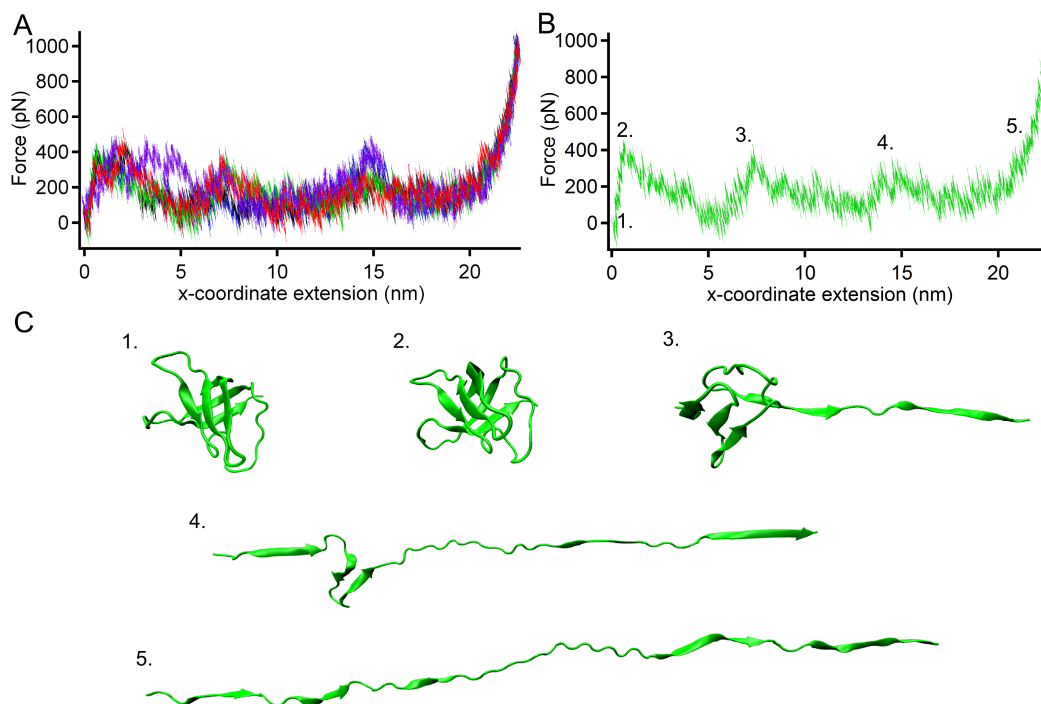 A
1000
800
600
400
200
0
Force (pN)
0 5 10 15 20
x-coordinate extension (nm)
B
1000
800
600
400
200
0
Force (pN)
1.
2.
3.
4.
5.
0 5 10 15 20
x-coordinate extension (nm)
C
1. 2. 3.
4.
5.